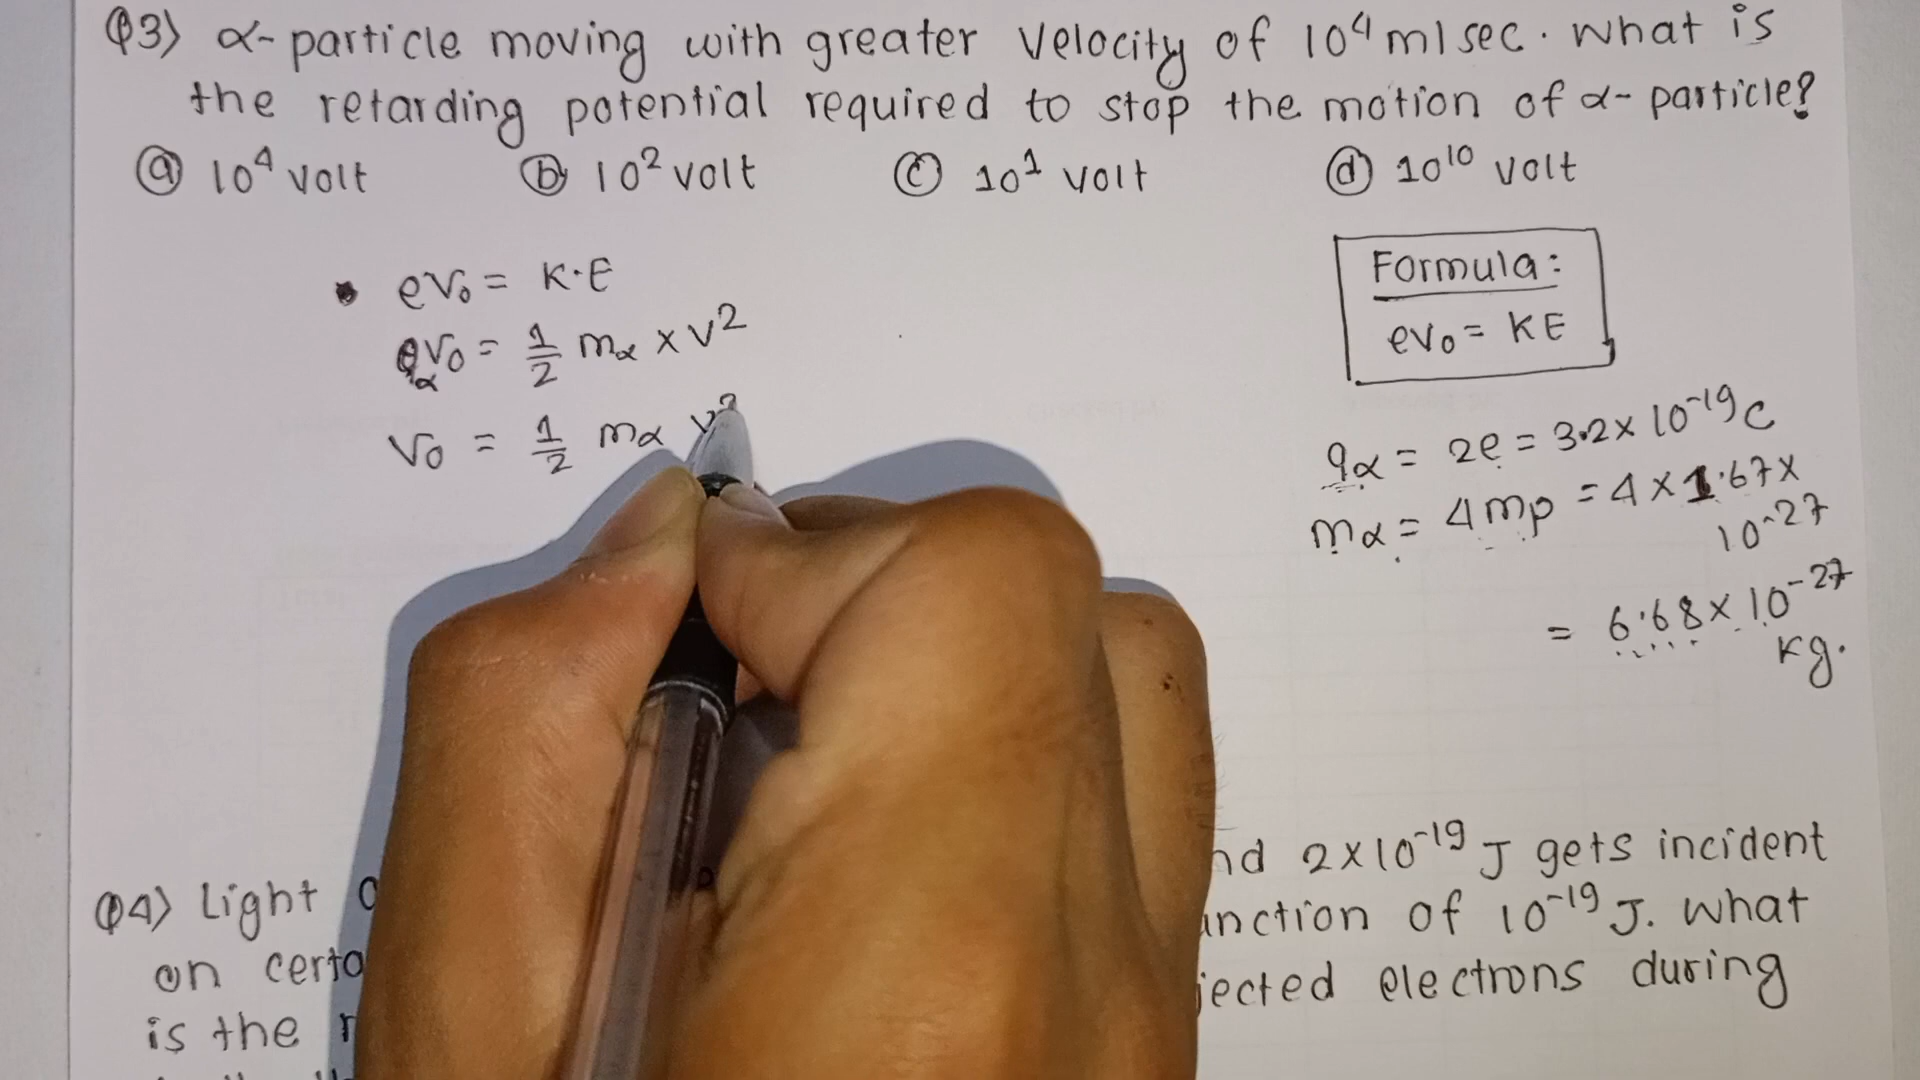 Q3) α-particle moving with greater velocity of 10⁴ m/sec. What is
the retarding potential required to stop the motion of α-particle?
ⓐ 10⁴ volt ⓑ 10² volt ⓒ 10¹ volt ⓓ 10¹⁰ volt
• eV₀ = K·E
qαV₀ = 1/2 mα × v²
V₀ = 1/2 mα v²
Formula:
eV₀ = KE
qα = 2e = 3.2 × 10⁻¹⁹ C
mα = 4mp = 4 × 1.67 ×
10⁻²⁷
= 6.68 × 10⁻²⁷
kg.
Q4) Light nd 2×10⁻¹⁹ J gets incident
on unction of 10⁻¹⁹ J. What
is the jected electrons during